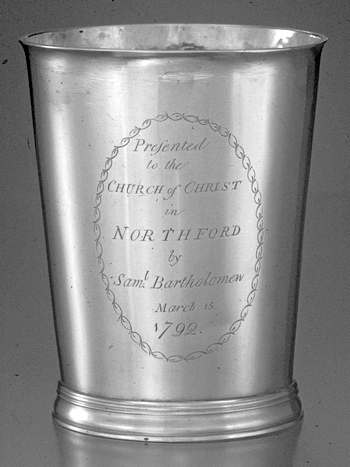 Presented
to the
CHURCH of CHRIST
in
NORTHFORD
by
Samˡ Bartholomew
March 15.
1792.